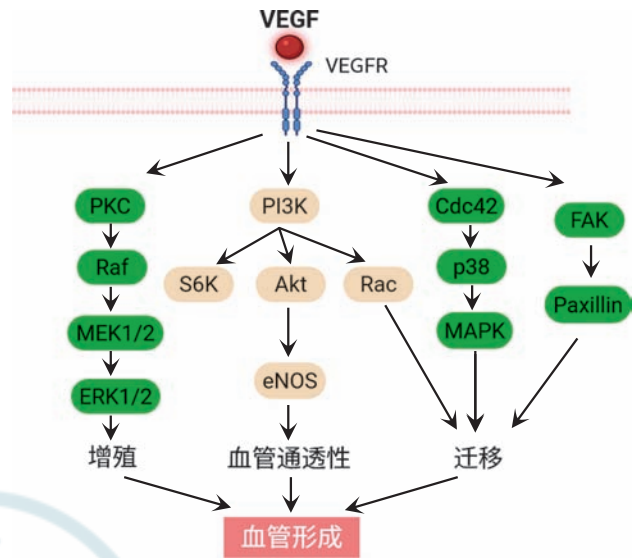 VEGF
VEGFR
PKC
PI3K
Cdc42
FAK
Raf
S6K
Akt
Rac
p38
Paxillin
MEK1/2
MAPK
eNOS
ERK1/2
增殖
血管通透性
迁移
血管形成